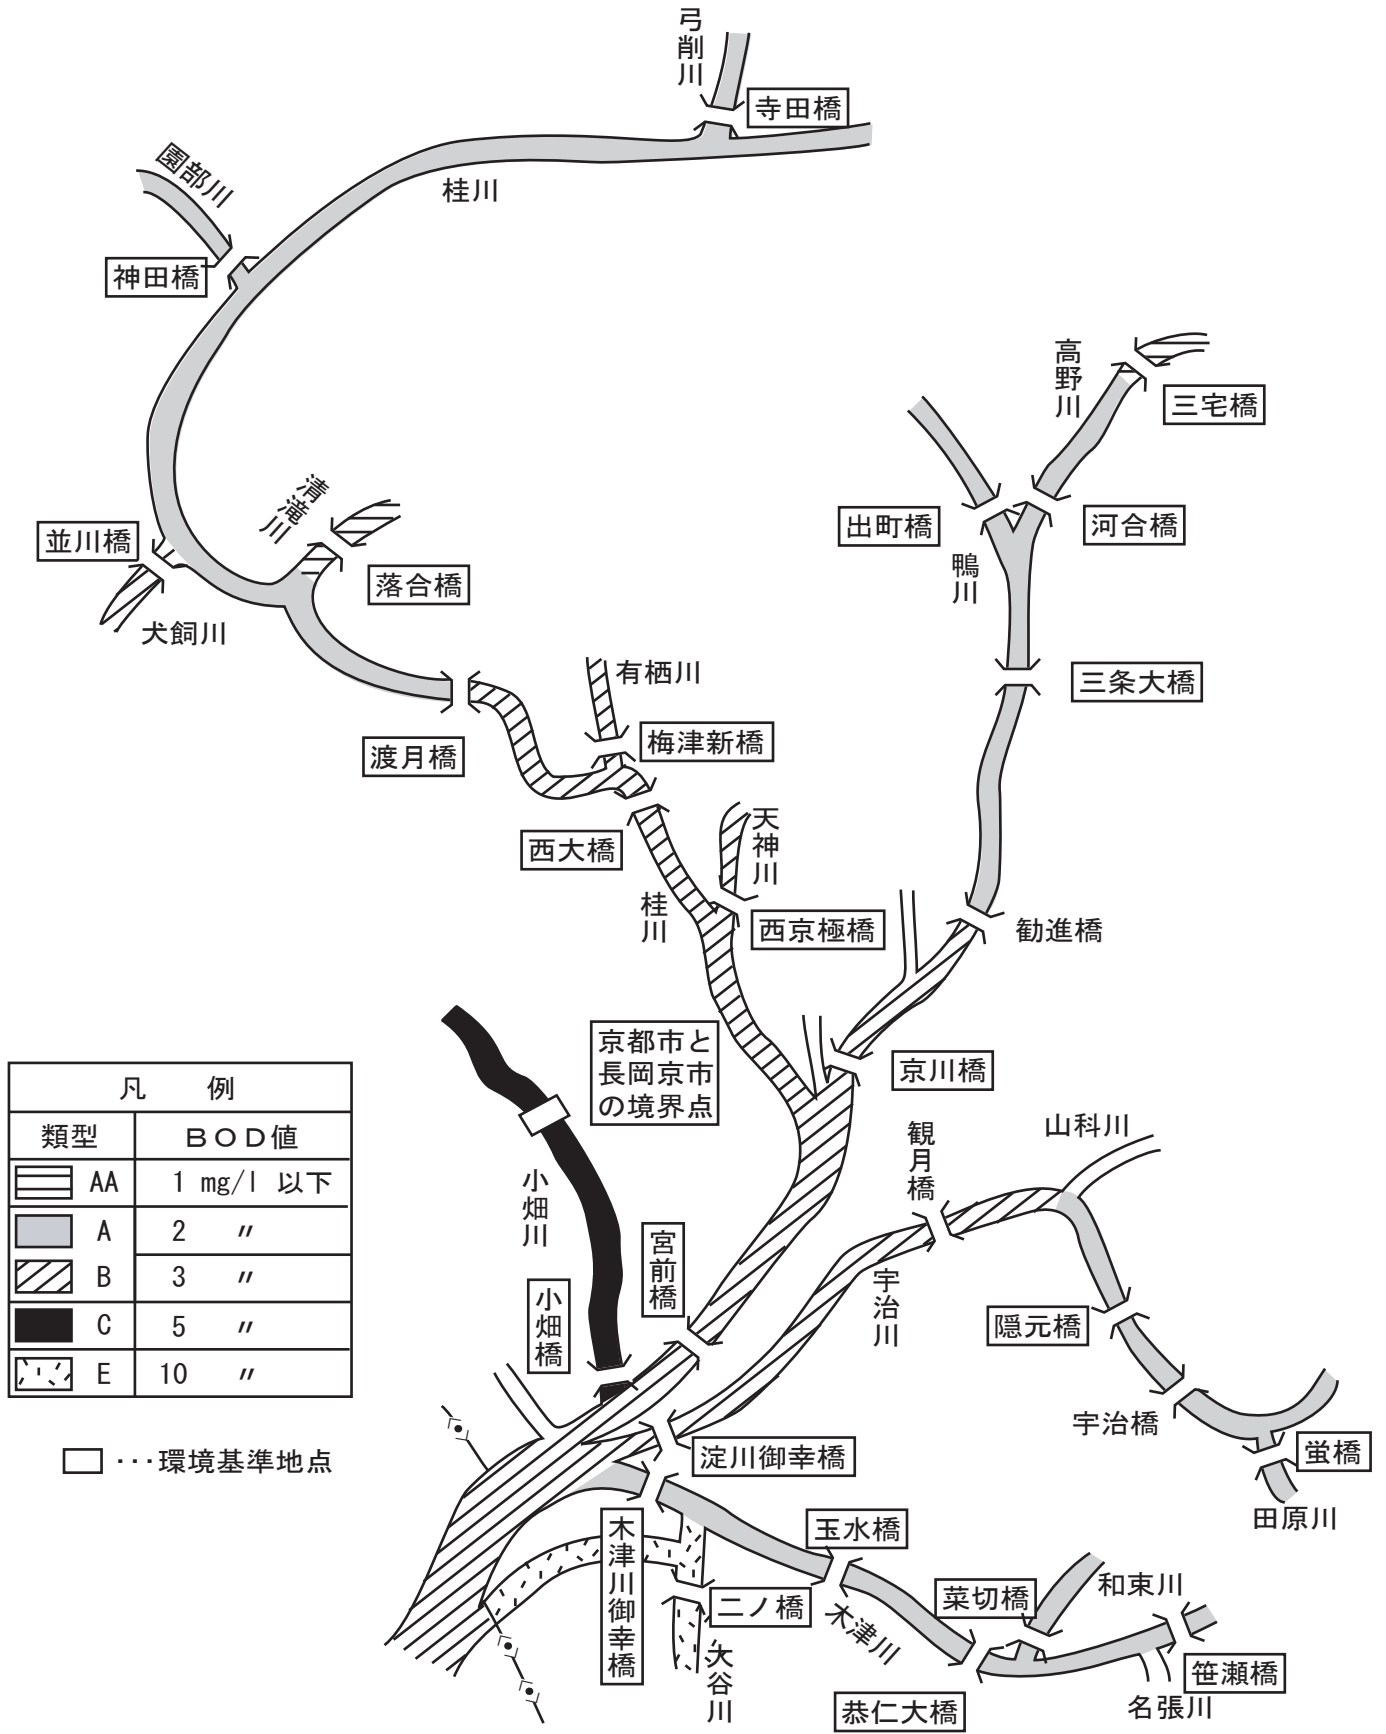 弓削川
寺田橋
園部川
桂川
神田橋
高野川
三宅橋
清滝川
並川橋
落合橋
犬飼川
出町橋
河合橋
鴨川
有栖川
三条大橋
渡月橋
梅津新橋
西大橋
天神川
桂川
西京極橋
勧進橋
京都市と
長岡京市
の境界点
京川橋
凡 例
類型 BOD値
AA 1 mg/l 以下
A 2 〃
B 3 〃
C 5 〃
E 10 〃
…環境基準地点
小畑川
小畑橋
宮前橋
観月橋
山科川
宇治川
隠元橋
宇治橋
蛍橋
田原川
淀川御幸橋
木津川御幸橋
玉水橋
二ノ橋
大谷川
木津川
菜切橋
和束川
恭仁大橋
笹瀬橋
名張川